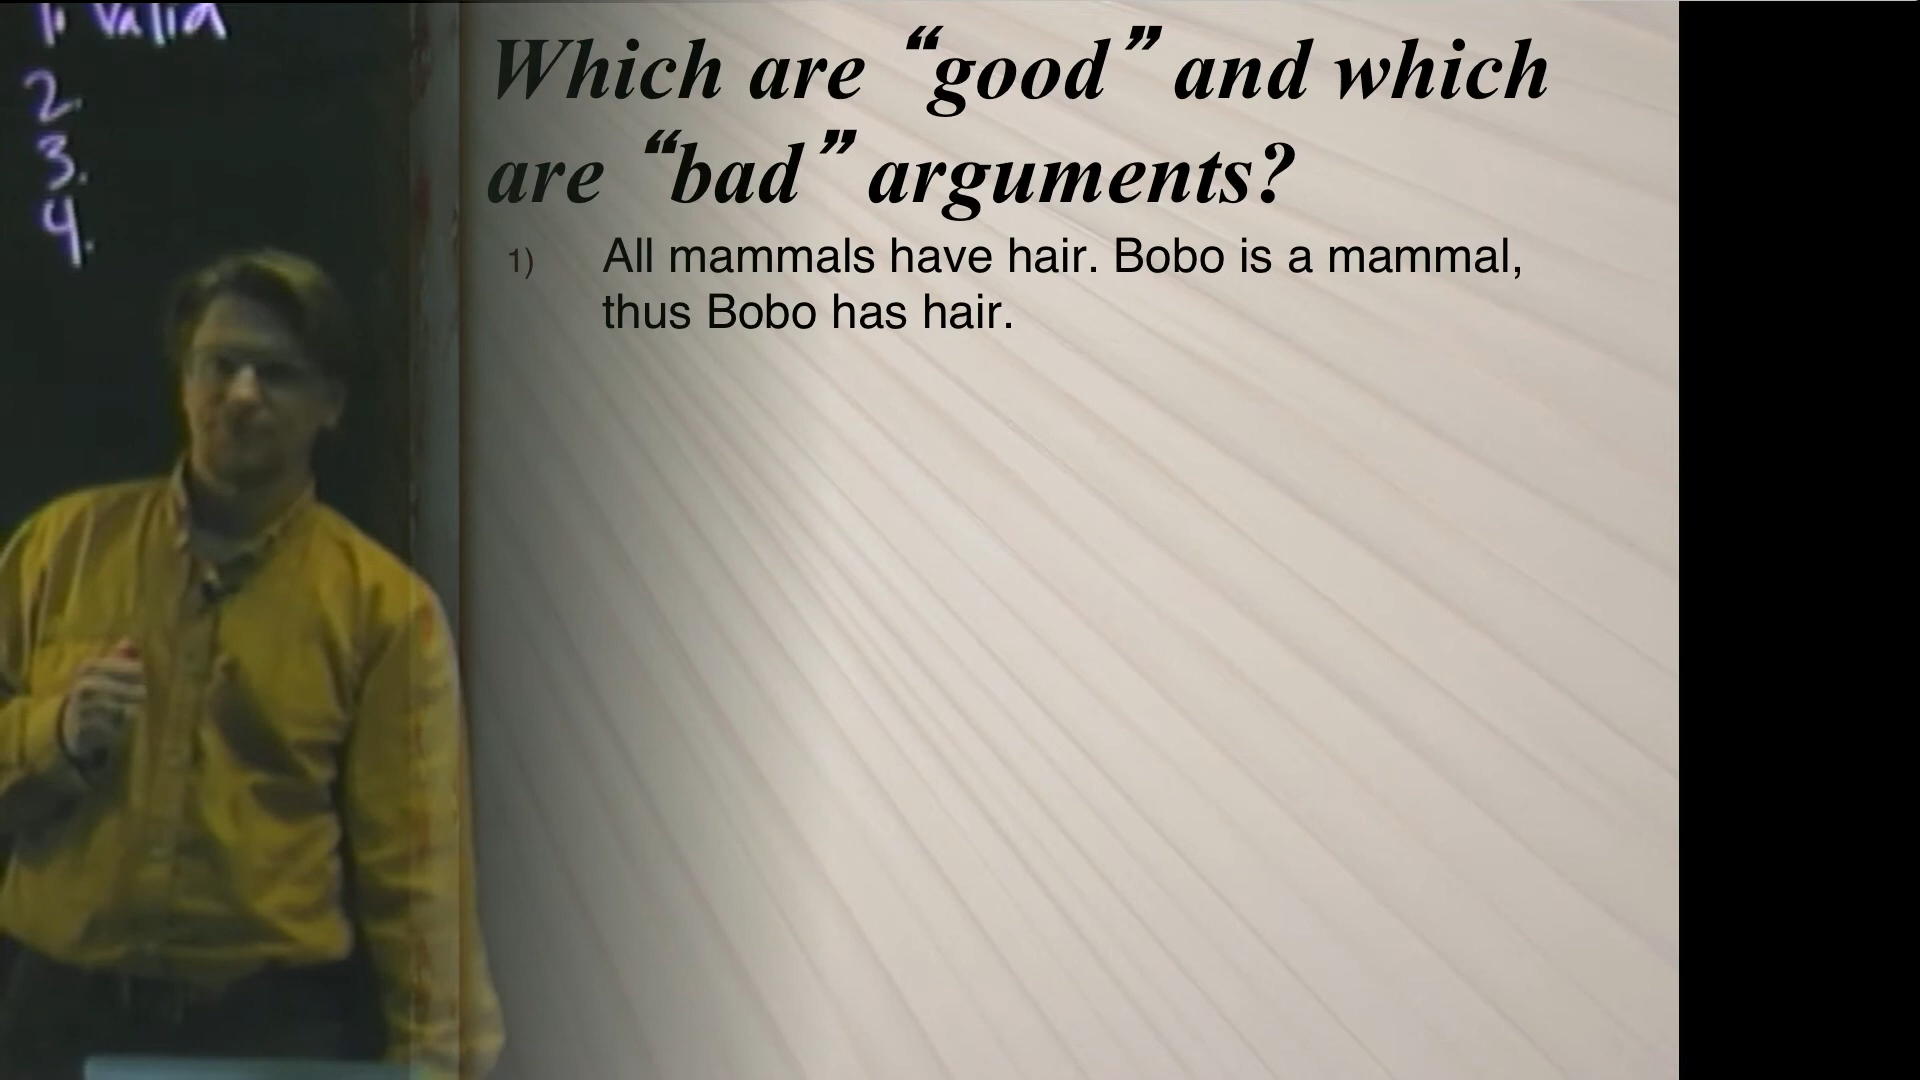 1. Valid
2.
3.
4.
Which are “good” and which
are “bad” arguments?
1) All mammals have hair. Bobo is a mammal,
thus Bobo has hair.